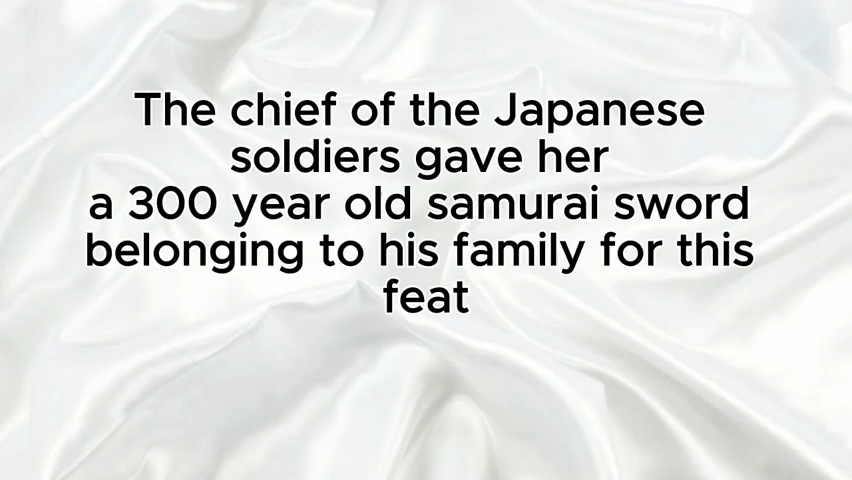 The chief of the Japanese
soldiers gave her
a 300 year old samurai sword
belonging to his family for this
feat